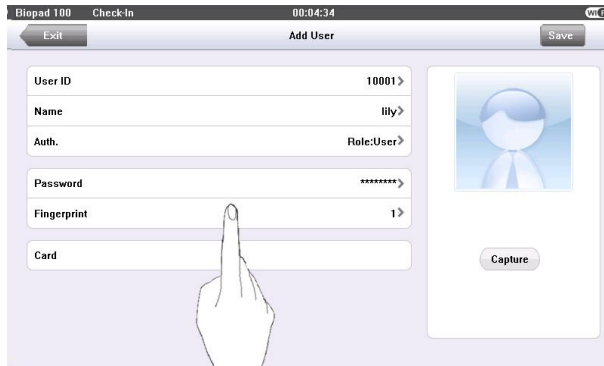 Biopad 100 Check-In 00:04:34
Exit Add User Save
User ID 10001>
Name lily>
Auth. Role:User>
Password ********>
Fingerprint 1>
Card
Capture